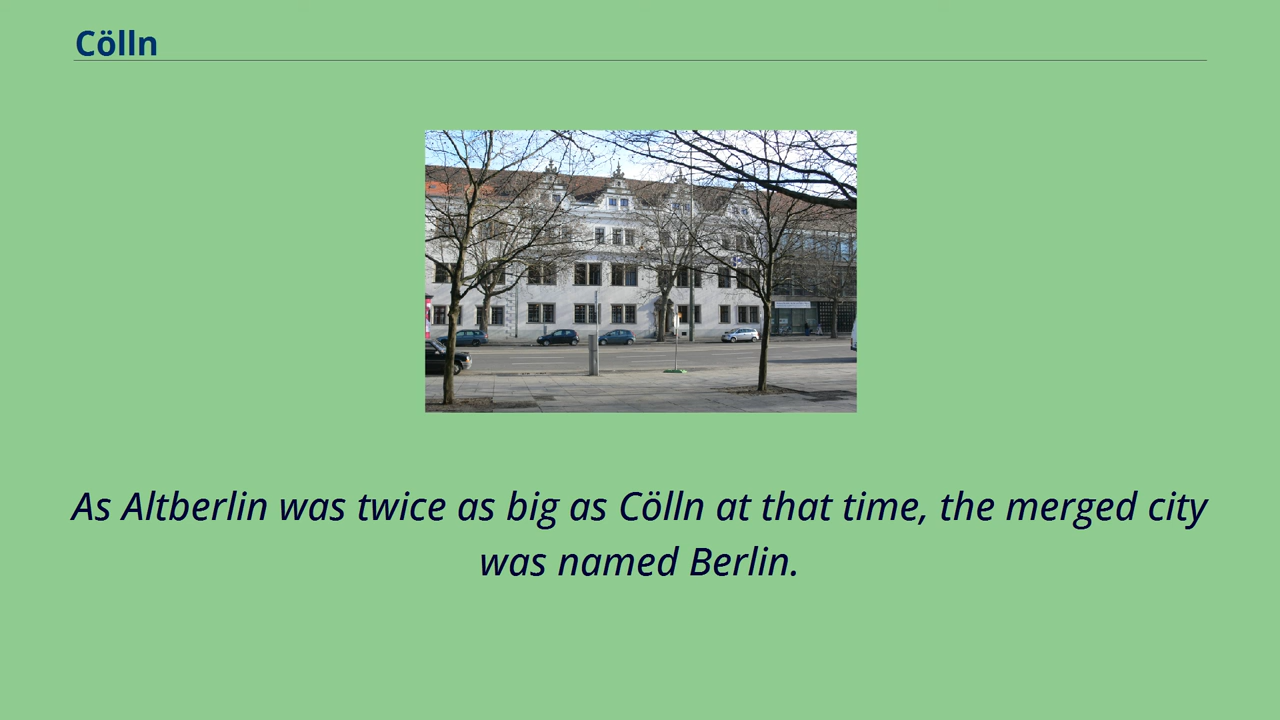 Cölln
As Altberlin was twice as big as Cölln at that time, the merged city
was named Berlin.